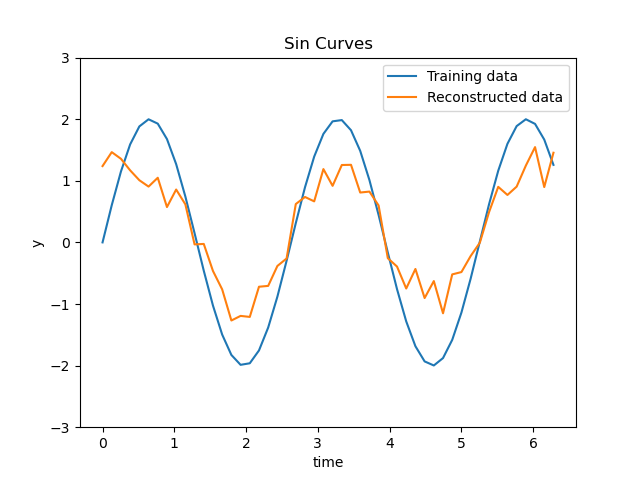 Sin Curves
Training data
Reconstructed data
3
2
1
0
−1
−2
−3
y
0 1 2 3 4 5 6
time